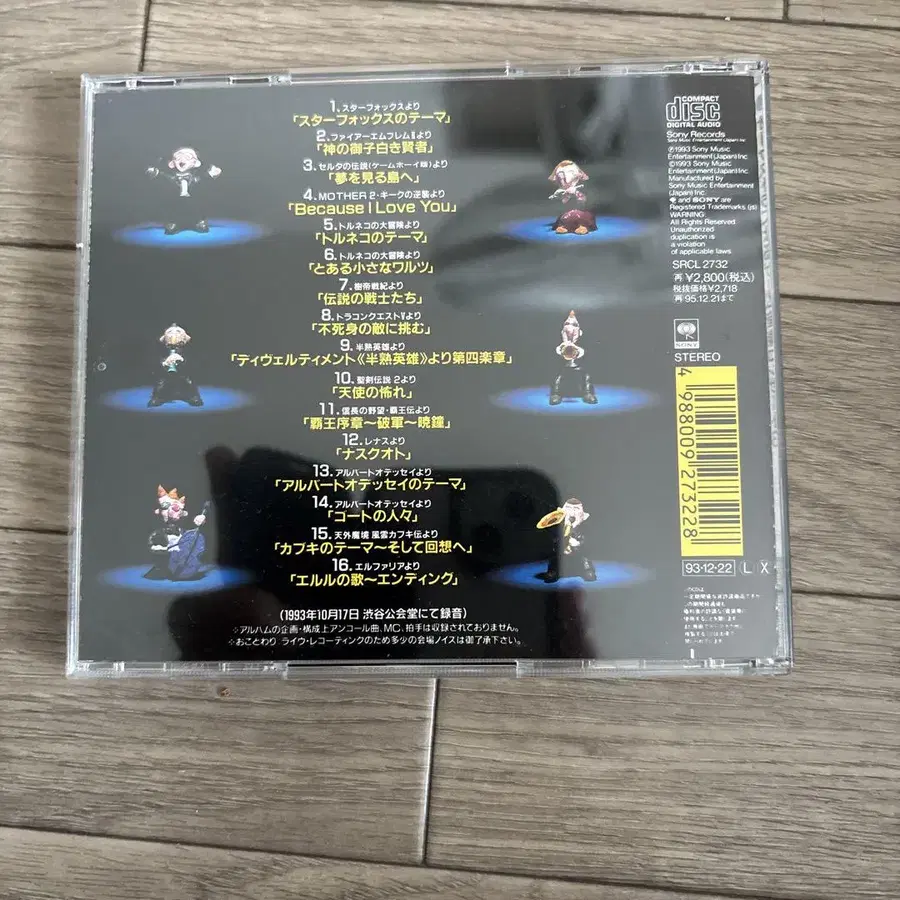 1.スターフォックスより
「スターフォックスのテーマ」
2.ファイアーエムブレムⅡより
「神の御子白き賢者」
3.ゼルダの伝説(ゲームボーイ版)より
「夢を見る島へ」
4.MOTHER 2・ギークの逆襲より
「Because I Love You」
5.トルネコの大冒険より
「トルネコのテーマ」
6.トルネコの大冒険より
「とある小さなワルツ」
7.樹帝戦紀より
「伝説の戦士たち」
8.ドラゴンクエストⅤより
「不死身の敵に挑む」
9.半熟英雄より
「ディヴェルティメント《半熟英雄》より第四楽章」
10.聖剣伝説 2より
「天使の怖れ」
11.信長の野望・覇王伝より
「覇王序章〜破軍〜暁鐘」
12.レナスより
「ナスクオト」
13.アルバートオデッセイより
「アルバートオデッセイのテーマ」
14.アルバートオデッセイより
「ゴートの人々」
15.天外魔境 風雲カブキ伝より
「カブキのテーマ〜そして回想へ」
16.エルファリアより
「エルルの歌〜エンディング」
(1993年10月17日 渋谷公会堂にて録音)
※アルバムの企画・構成上アンコール曲、MC、拍手は収録されておりません。
※おことわり ライヴ・レコーディングのため多少の会場ノイズは御了承下さい。
COMPACT
disc
DIGITAL AUDIO
Sony Records
Sony Music Entertainment (Japan) Inc.
Ⓟ1993 Sony Music
Entertainment(Japan)Inc.
©1993 Sony Music
Entertainment(Japan)Inc.
Manufactured by
Sony Music Entertainment
(Japan) Inc.
and SONY are
Registered Trademarks.(js)
WARNING:
All Rights Reserved.
Unauthorized
duplication is
a violation
of applicable laws.
SRCL 2732
再 ¥2,800(税込)
税抜価格¥2,718
再 '95.12.21まで
SONY
STEREO
4 988009 273228
93・12・22 L X